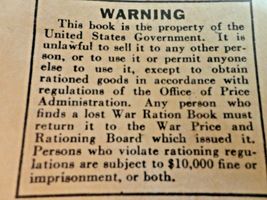 WARNING
This book is the property of the
United States Government. It is
unlawful to sell it to any other per-
son, or to use it or permit anyone
else to use it, except to obtain
rationed goods in accordance with
regulations of the Office of Price
Administration. Any person who
finds a lost War Ration Book must
return it to the War Price and
Rationing Board which issued it.
Persons who violate rationing regu-
lations are subject to $10,000 fine or
imprisonment, or both.